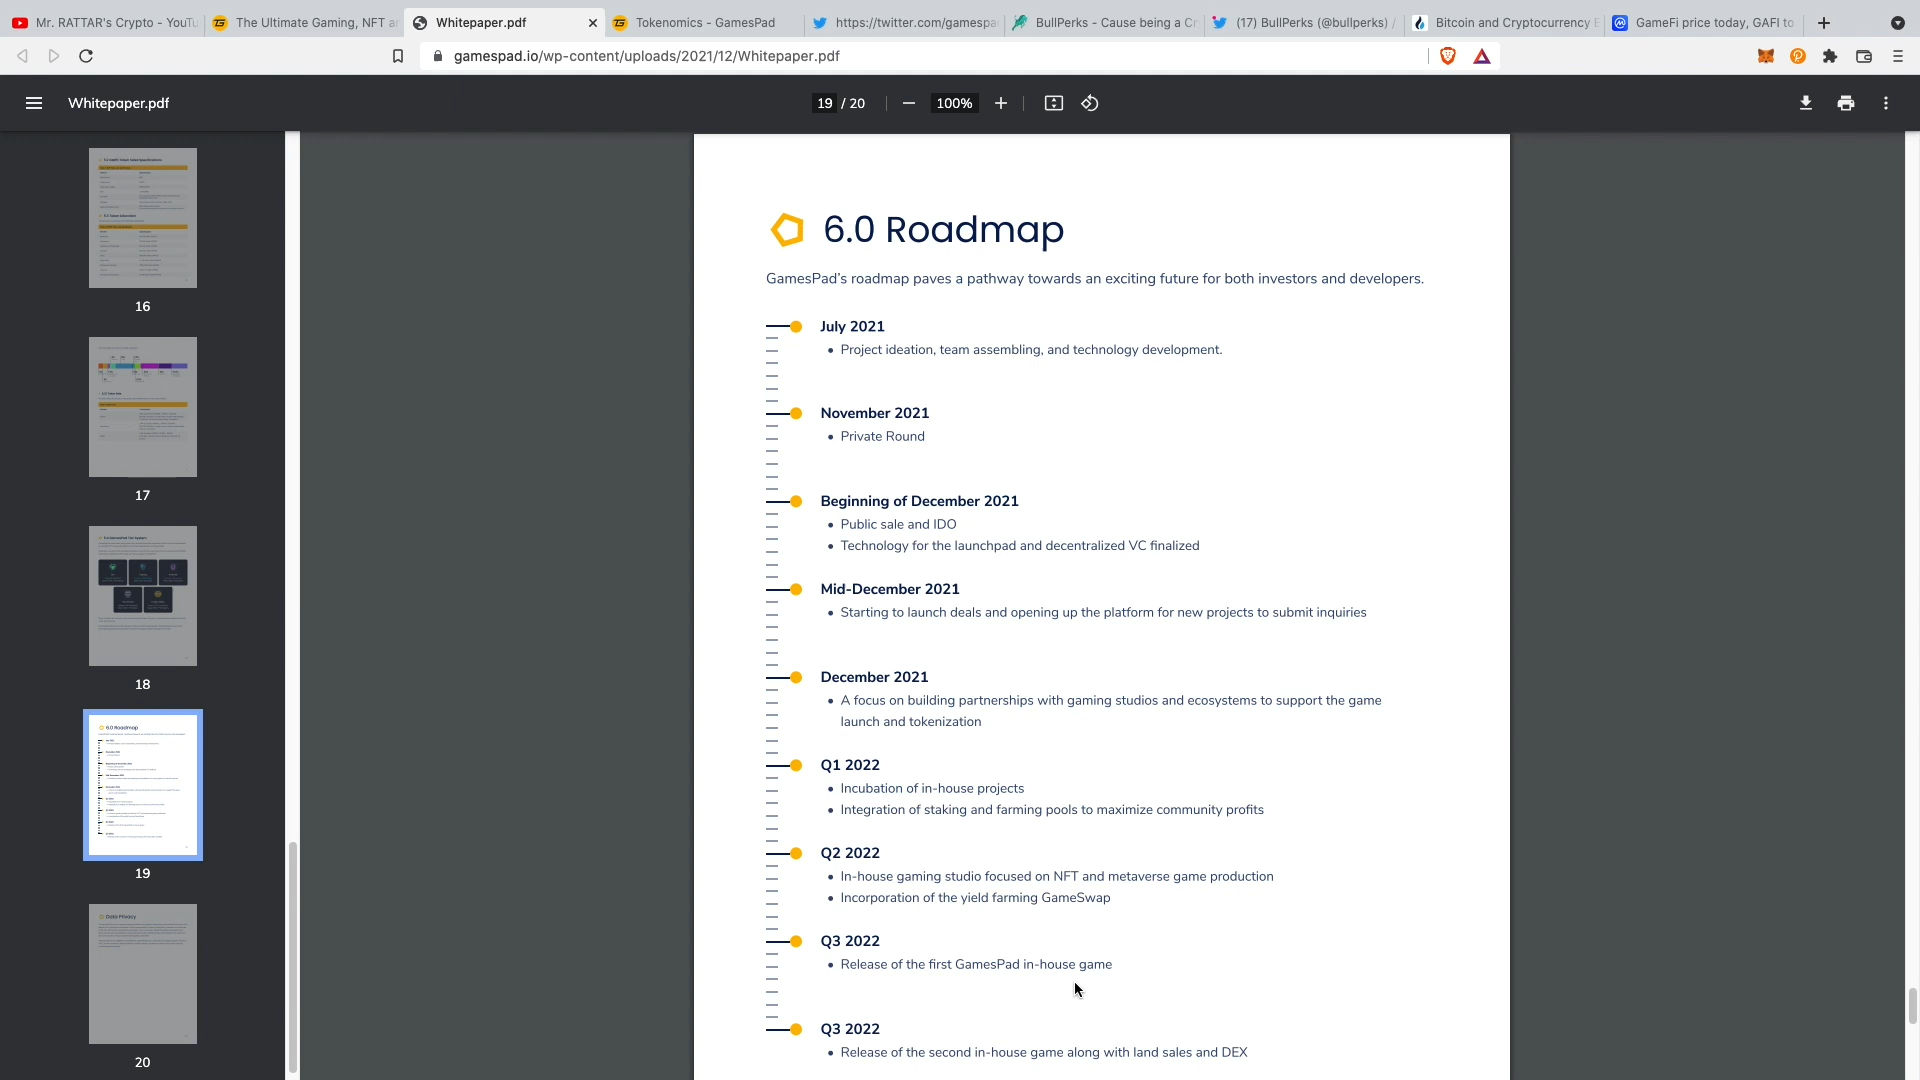 Mr. RATTAR's Crypto - YouTu
The Ultimate Gaming, NFT a
Whitepaper.pdf
Tokenomics - GamesPad
https://twitter.com/gamespa
BullPerks - Cause being a Cr
(17) BullPerks (@bullperks) /
Bitcoin and Cryptocurrency E
GameFi price today, GAFI to
gamespad.io/wp-content/uploads/2021/12/Whitepaper.pdf
Whitepaper.pdf
19 / 20
100%
16
17
18
6.0 Roadmap
19
Data Privacy
20
6.0 Roadmap
GamesPad's roadmap paves a pathway towards an exciting future for both investors and developers.
July 2021
• Project ideation, team assembling, and technology development.
November 2021
• Private Round
Beginning of December 2021
• Public sale and IDO
• Technology for the launchpad and decentralized VC finalized
Mid-December 2021
• Starting to launch deals and opening up the platform for new projects to submit inquiries
December 2021
• A focus on building partnerships with gaming studios and ecosystems to support the game
launch and tokenization
Q1 2022
• Incubation of in-house projects
• Integration of staking and farming pools to maximize community profits
Q2 2022
• In-house gaming studio focused on NFT and metaverse game production
• Incorporation of the yield farming GameSwap
Q3 2022
• Release of the first GamesPad in-house game
Q3 2022
• Release of the second in-house game along with land sales and DEX